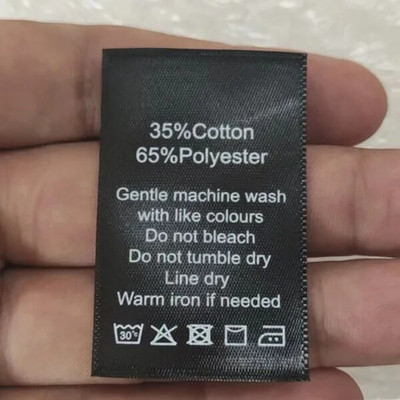 35%Cotton
65%Polyester
Gentle machine wash
with like colours
Do not bleach
Do not tumble dry
Line dry
Warm iron if needed
30°c